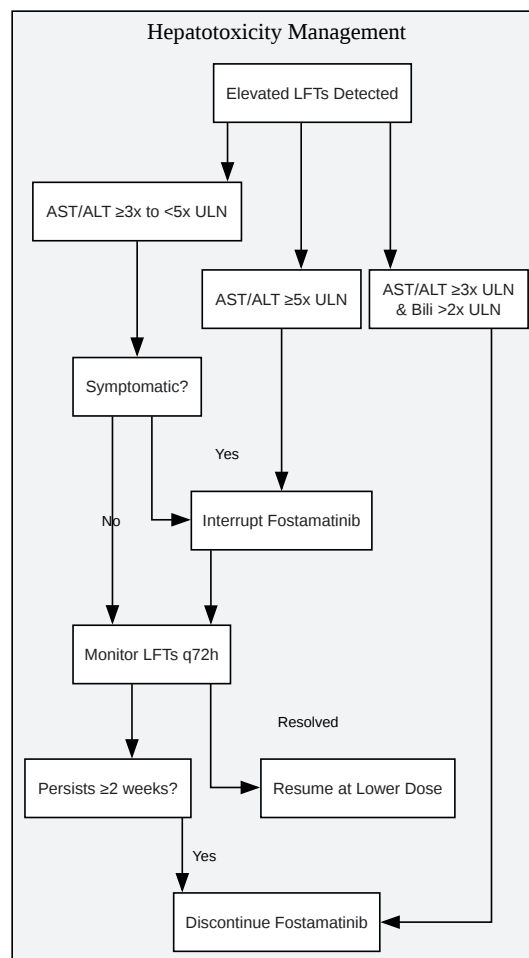 Hepatotoxicity Management
Elevated LFTs Detected
AST/ALT ≥3x to <5x ULN
AST/ALT ≥5x ULN
AST/ALT ≥3x ULN
& Bili >2x ULN
Symptomatic?
Yes
No
Interrupt Fostamatinib
Monitor LFTs q72h
Resolved
Persists ≥2 weeks?
Resume at Lower Dose
Yes
Discontinue Fostamatinib